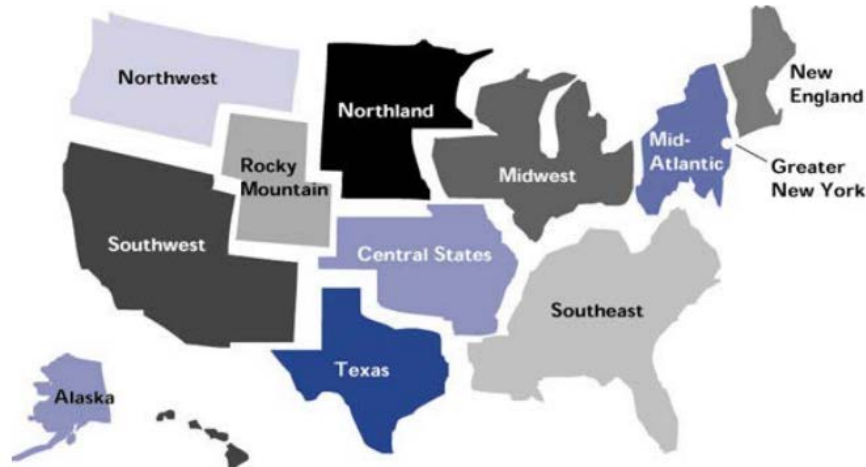 Northwest
Northland
New
England
Rocky
Mountain
Midwest
Mid-
Atlantic
Greater
New York
Southwest
Central States
Southeast
Texas
Alaska